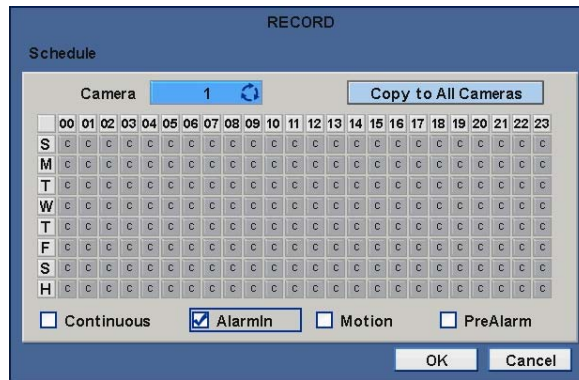 RECORD
Schedule
Camera 1 Copy to All Cameras
00 01 02 03 04 05 06 07 08 09 10 11 12 13 14 15 16 17 18 19 20 21 22 23
S C C C C C C C C C C C C C C C C C C C C C C C C
M C C C C C C C C C C C C C C C C C C C C C C C C
T C C C C C C C C C C C C C C C C C C C C C C C C
W C C C C C C C C C C C C C C C C C C C C C C C C
T C C C C C C C C C C C C C C C C C C C C C C C C
F C C C C C C C C C C C C C C C C C C C C C C C C
S C C C C C C C C C C C C C C C C C C C C C C C C
H C C C C C C C C C C C C C C C C C C C C C C C C
Continuous AlarmIn Motion PreAlarm
OK Cancel